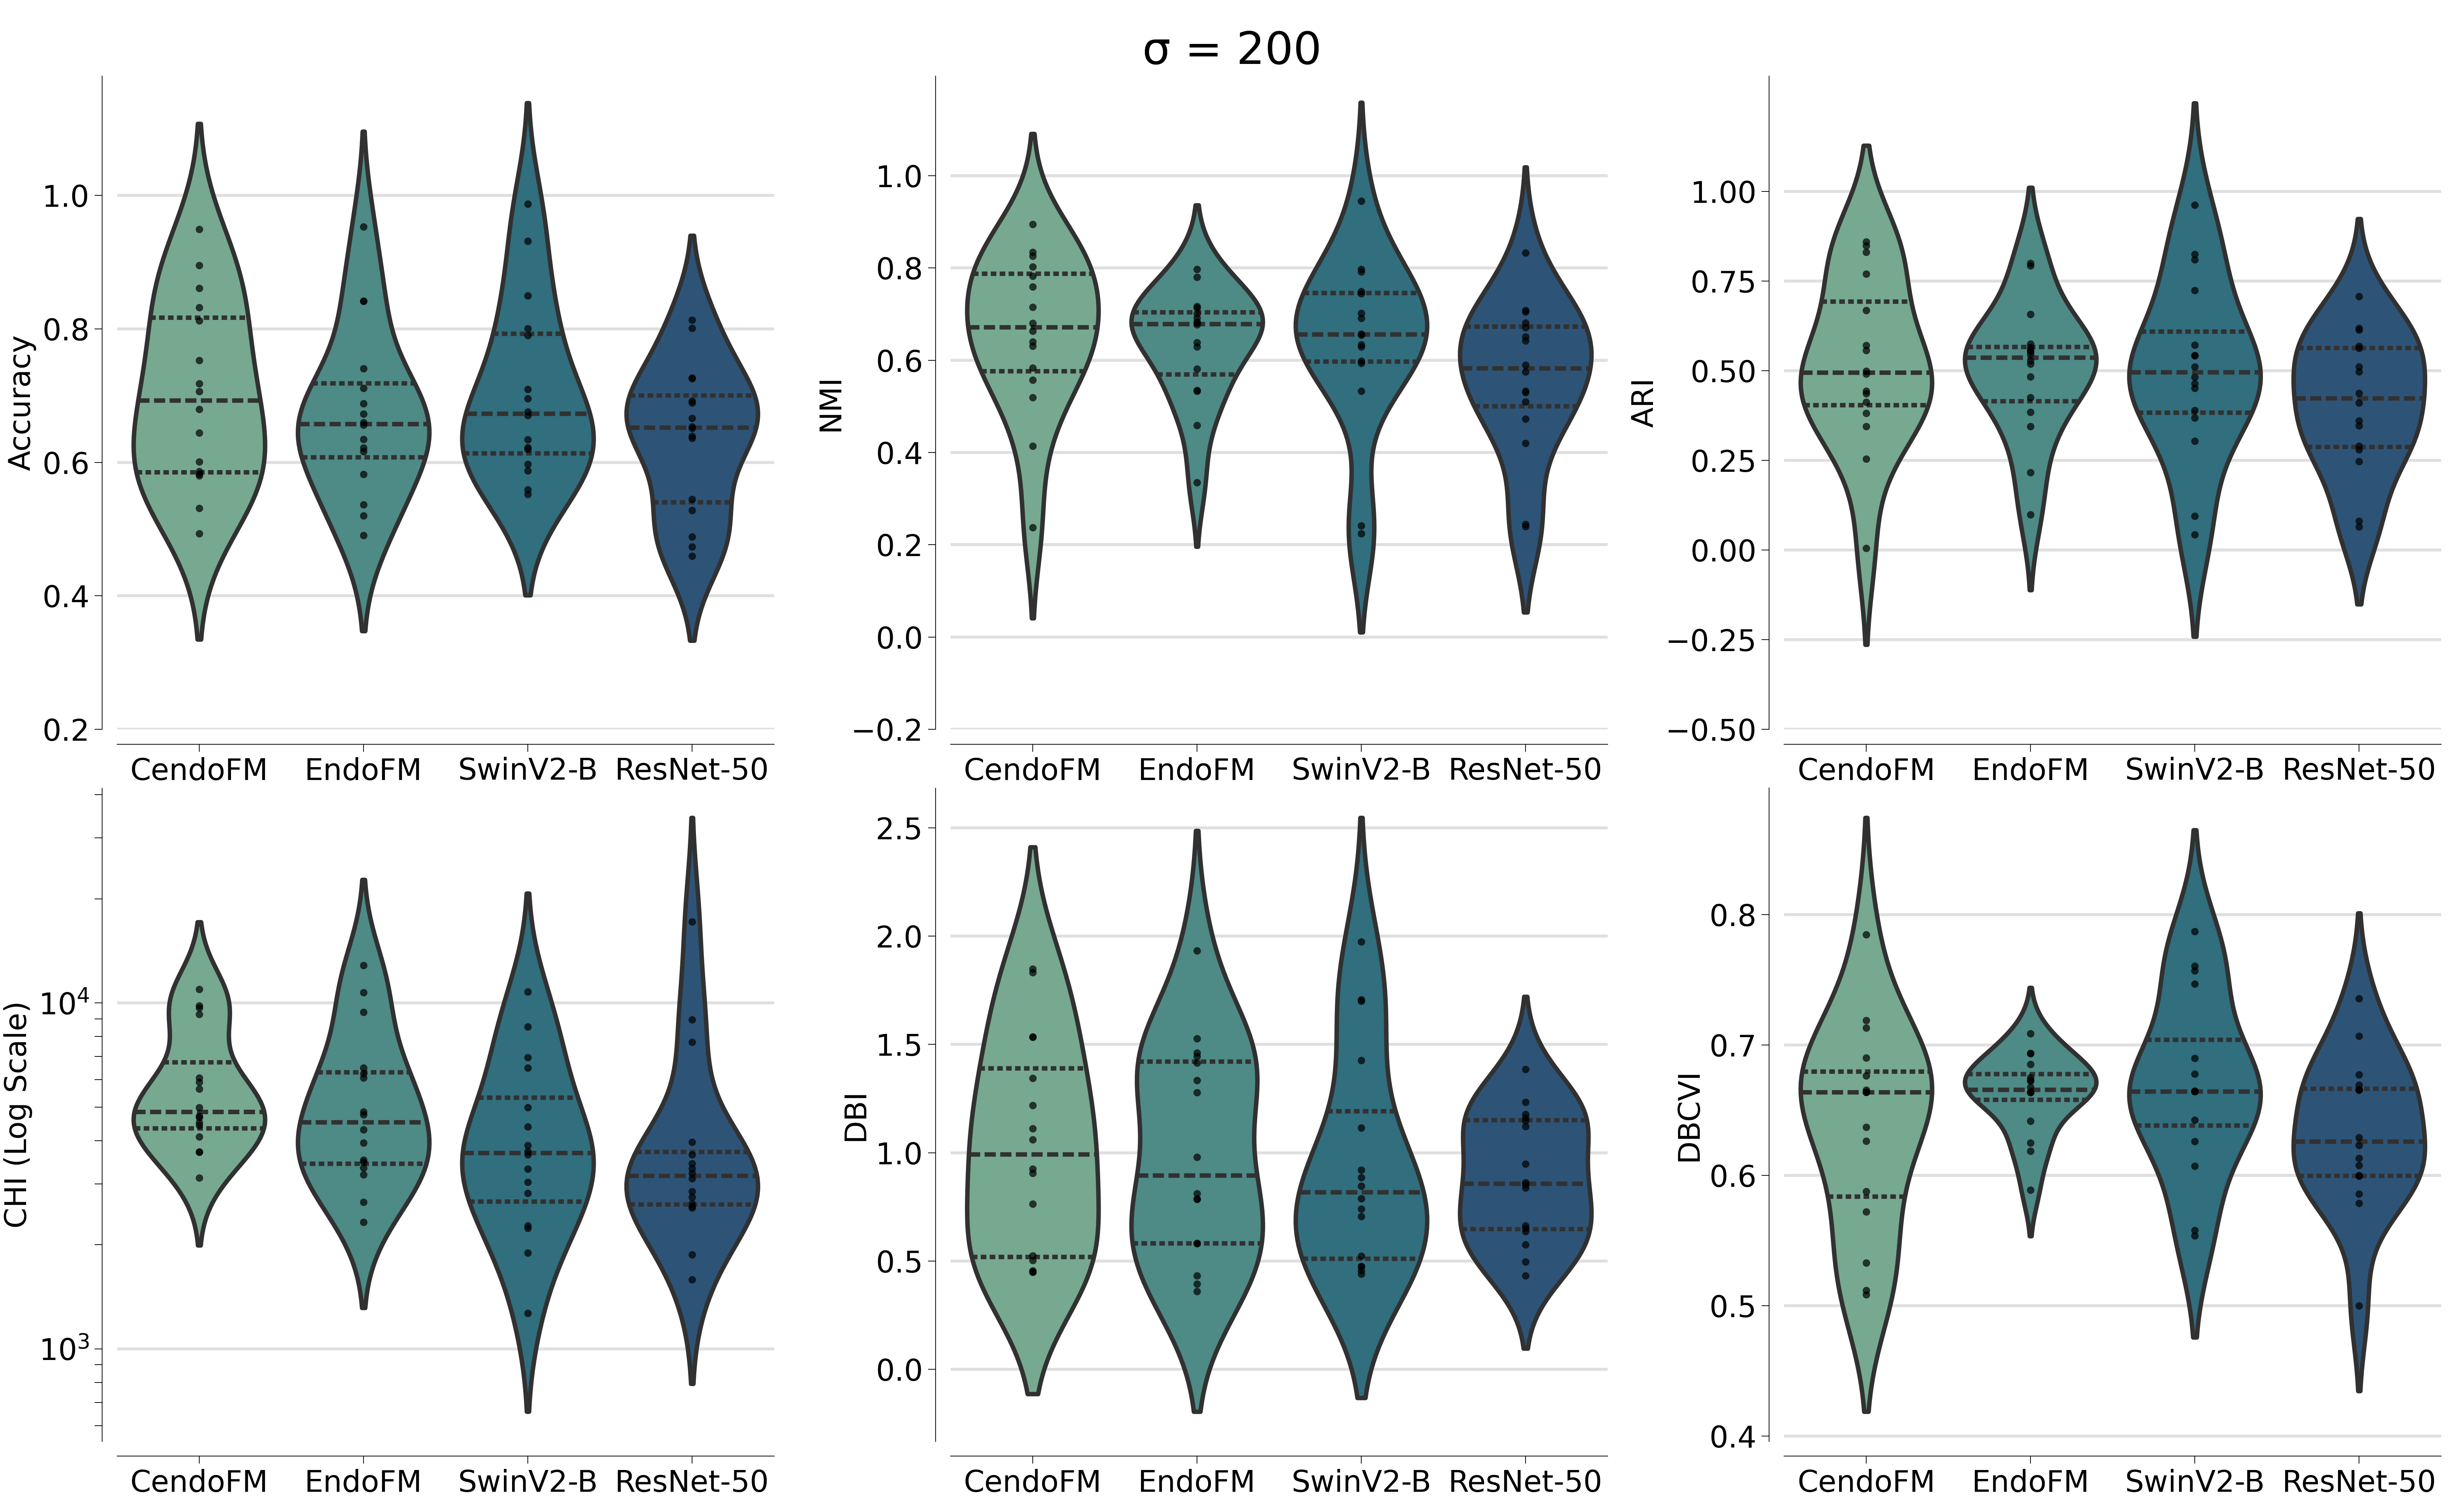 σ = 200
Accuracy
1.0
0.8
0.6
0.4
0.2
CendoFM EndoFM SwinV2-B ResNet-50
NMI
1.0
0.8
0.6
0.4
0.2
0.0
−0.2
CendoFM EndoFM SwinV2-B ResNet-50
ARI
1.00
0.75
0.50
0.25
0.00
−0.25
−0.50
CendoFM EndoFM SwinV2-B ResNet-50
CHI (Log Scale)
10⁴
10³
CendoFM EndoFM SwinV2-B ResNet-50
DBI
2.5
2.0
1.5
1.0
0.5
0.0
CendoFM EndoFM SwinV2-B ResNet-50
DBCVI
0.8
0.7
0.6
0.5
0.4
CendoFM EndoFM SwinV2-B ResNet-50